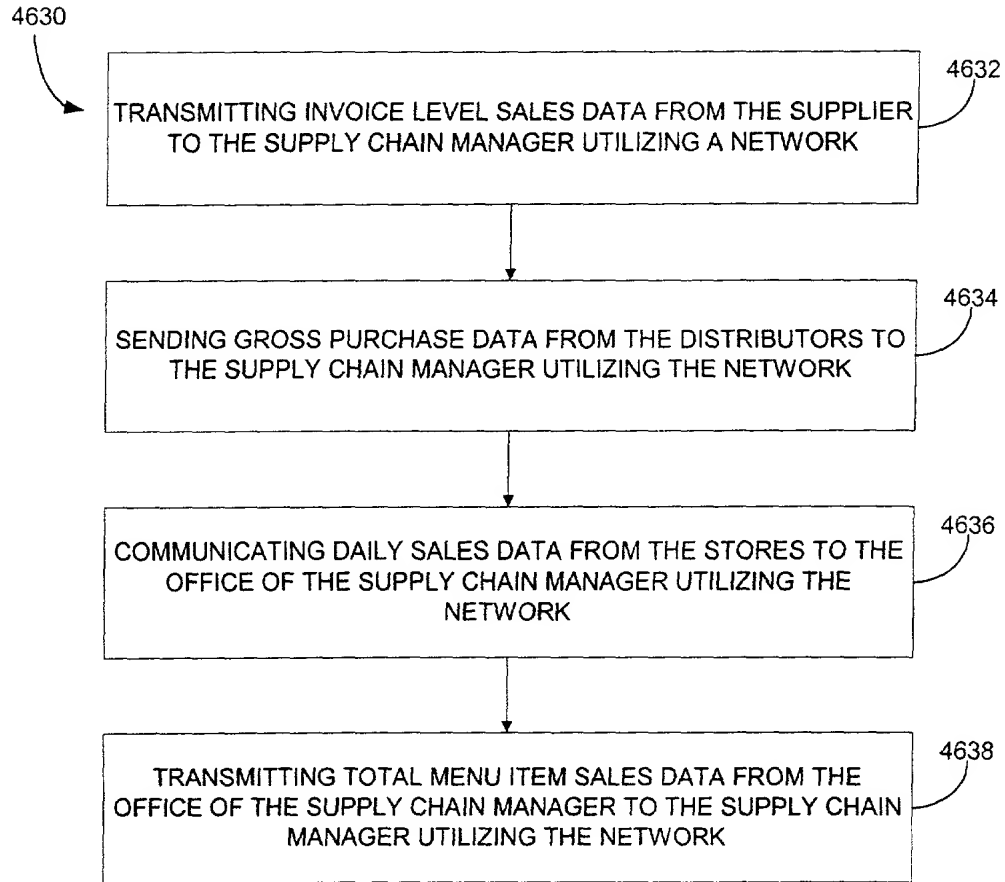 4630
4632
TRANSMITTING INVOICE LEVEL SALES DATA FROM THE SUPPLIER
TO THE SUPPLY CHAIN MANAGER UTILIZING A NETWORK
4634
SENDING GROSS PURCHASE DATA FROM THE DISTRIBUTORS TO
THE SUPPLY CHAIN MANAGER UTILIZING THE NETWORK
4636
COMMUNICATING DAILY SALES DATA FROM THE STORES TO THE
OFFICE OF THE SUPPLY CHAIN MANAGER UTILIZING THE
NETWORK
4638
TRANSMITTING TOTAL MENU ITEM SALES DATA FROM THE
OFFICE OF THE SUPPLY CHAIN MANAGER TO THE SUPPLY CHAIN
MANAGER UTILIZING THE NETWORK